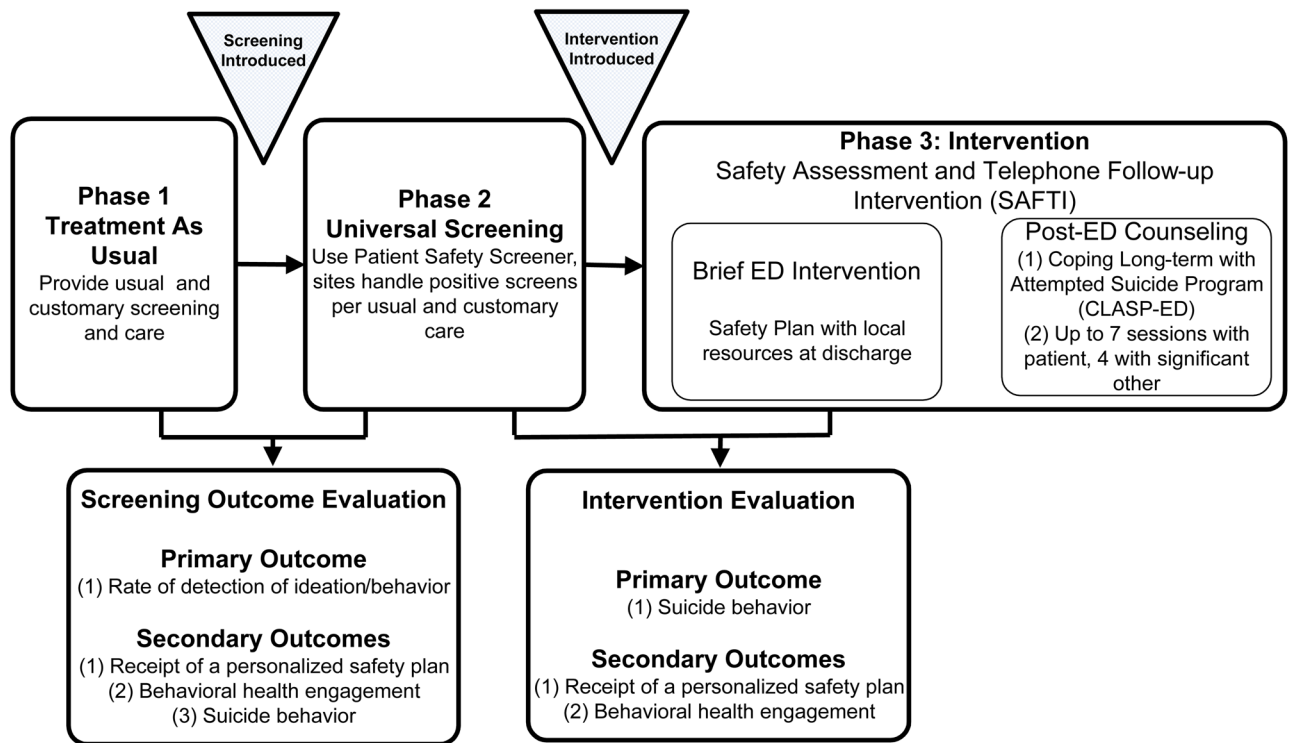 Screening
Introduced
Intervention
Introduced
Phase 1
Treatment As
Usual
Provide usual and
customary screening
and care
Phase 2
Universal Screening
Use Patient Safety Screener,
sites handle positive screens
per usual and customary
care
Phase 3: Intervention
Safety Assessment and Telephone Follow-up
Intervention (SAFTI)
Brief ED Intervention
Safety Plan with local
resources at discharge
Post-ED Counseling
(1) Coping Long-term with
Attempted Suicide Program
(CLASP-ED)
(2) Up to 7 sessions with
patient, 4 with significant
other
Screening Outcome Evaluation
Primary Outcome
(1) Rate of detection of ideation/behavior
Secondary Outcomes
(1) Receipt of a personalized safety plan
(2) Behavioral health engagement
(3) Suicide behavior
Intervention Evaluation
Primary Outcome
(1) Suicide behavior
Secondary Outcomes
(1) Receipt of a personalized safety plan
(2) Behavioral health engagement